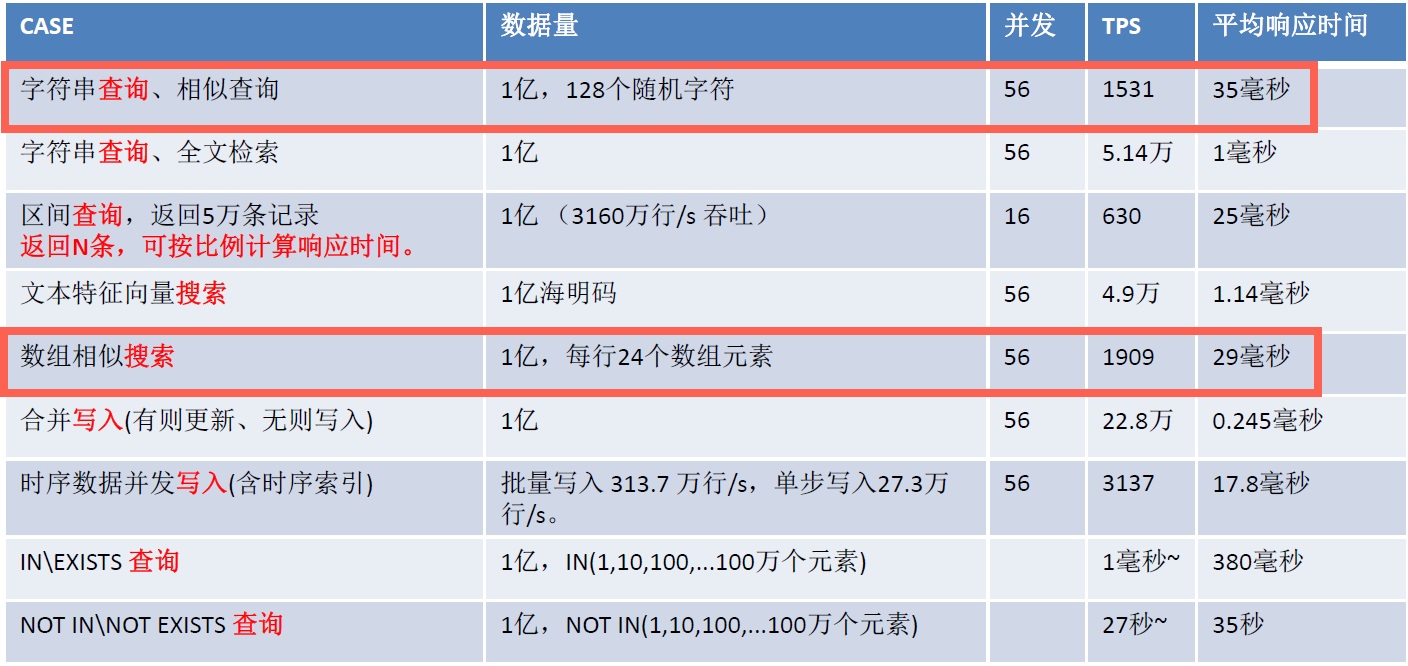 CASE 数据量 并发 TPS 平均响应时间
字符串查询、相似查询 1亿，128个随机字符 56 1531 35毫秒
字符串查询、全文检索 1亿 56 5.14万 1毫秒
区间查询，返回5万条记录 1亿 （3160万行/s 吞吐） 16 630 25毫秒
返回N条，可按比例计算响应时间。
文本特征向量搜索 1亿海明码 56 4.9万 1.14毫秒
数组相似搜索 1亿，每行24个数组元素 56 1909 29毫秒
合并写入(有则更新、无则写入) 1亿 56 22.8万 0.245毫秒
时序数据并发写入(含时序索引) 批量写入 313.7 万行/s，单步写入27.3万 56 3137 17.8毫秒
行/s。
IN\EXISTS 查询 1亿，IN(1,10,100,...100万个元素) 1毫秒~ 380毫秒
NOT IN\NOT EXISTS 查询 1亿，NOT IN(1,10,100,...100万个元素) 27秒~ 35秒